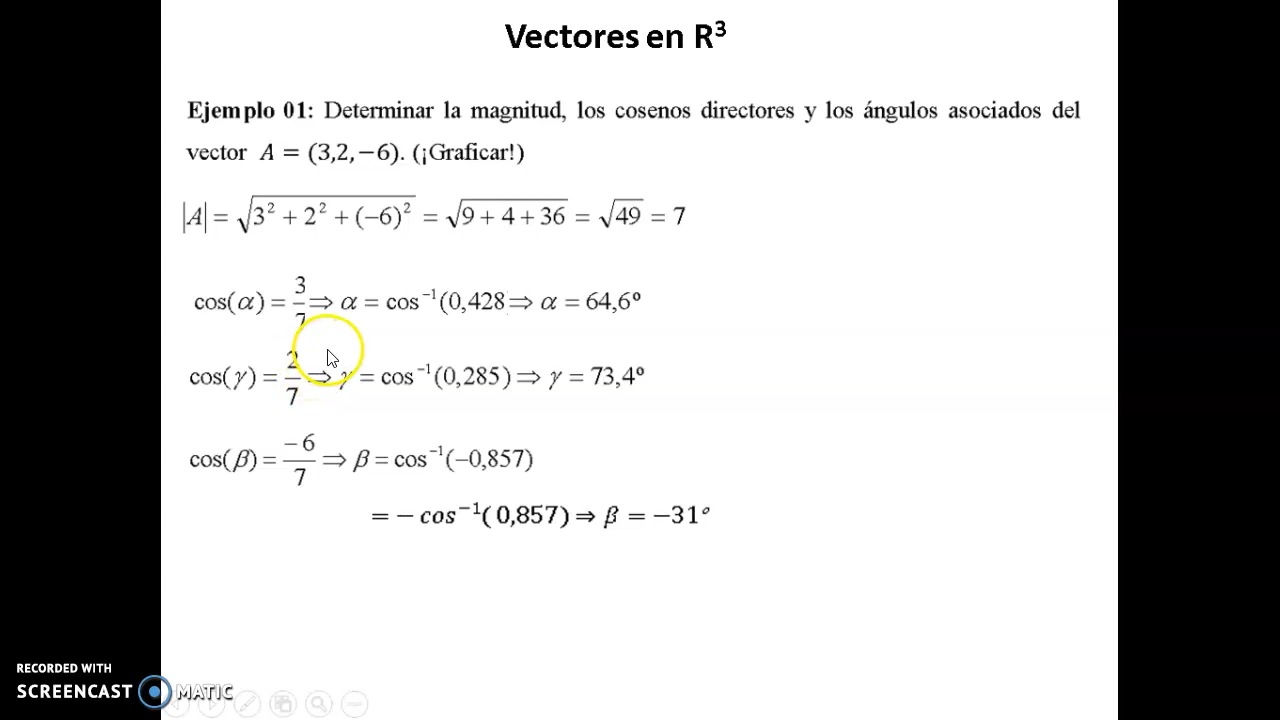 Vectores en R³
Ejemplo 01: Determinar la magnitud, los cosenos directores y los ángulos asociados del
vector A = (3,2,−6). (¡Graficar!)
|A| = √(3² + 2² + (−6)²) = √(9 + 4 + 36) = √49 = 7
cos(α) = 3/7 ⇒ α = cos⁻¹(0,428 ⇒ α = 64,6º
cos(γ) = 2/7 ⇒ γ = cos⁻¹(0,285) ⇒ γ = 73,4º
cos(β) = −6/7 ⇒ β = cos⁻¹(−0,857)
= − cos⁻¹(0,857) ⇒ β = −31°
RECORDED WITH
SCREENCAST MATIC